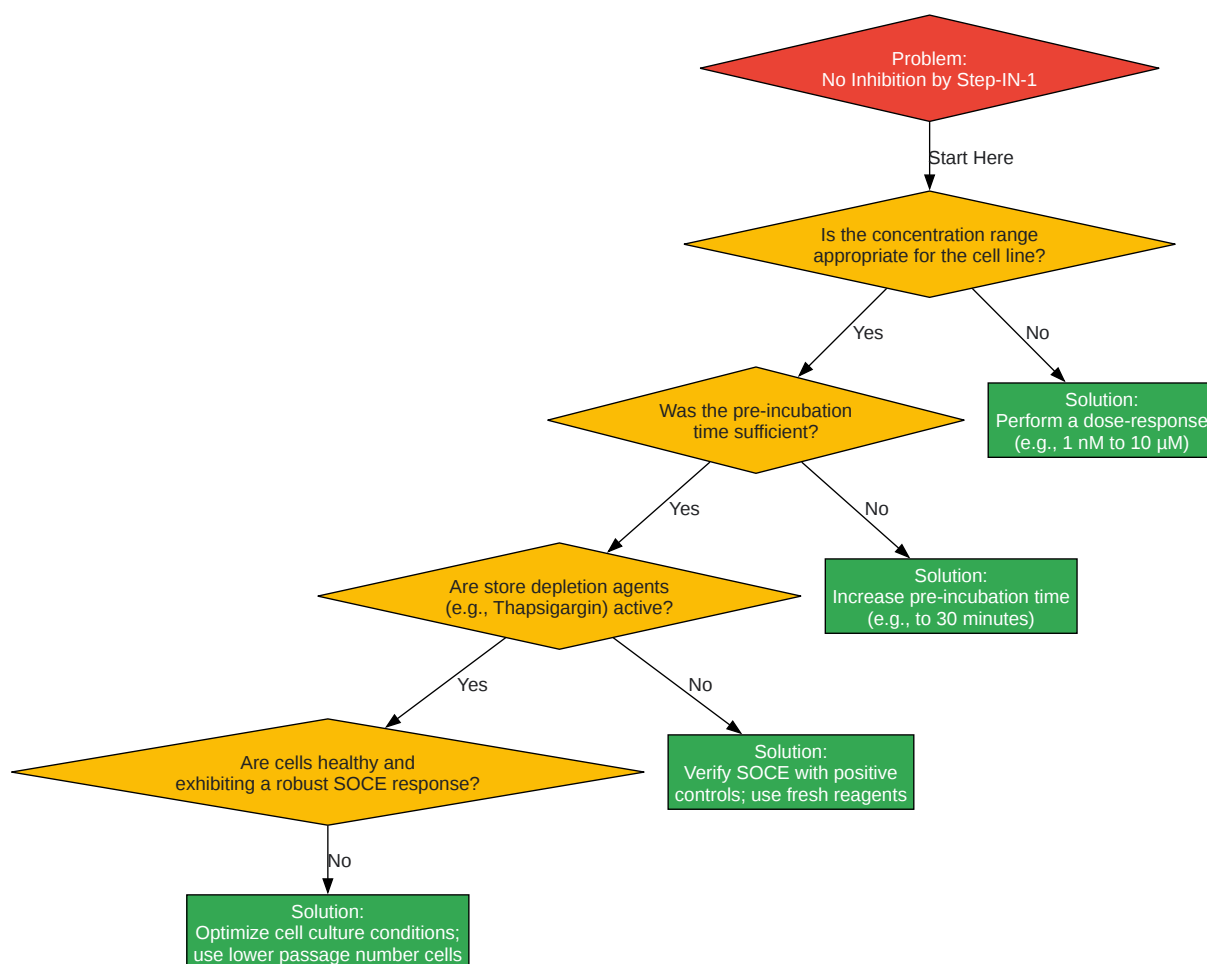 Problem:
No Inhibition by Step-IN-1
Start Here
Is the concentration range
appropriate for the cell line?
Yes
No
Was the pre-incubation
time sufficient?
Solution:
Perform a dose-response
(e.g., 1 nM to 10 µM)
Yes
No
Are store depletion agents
(e.g., Thapsigargin) active?
Solution:
Increase pre-incubation time
(e.g., to 30 minutes)
Yes
No
Are cells healthy and
exhibiting a robust SOCE response?
Solution:
Verify SOCE with positive
controls; use fresh reagents
No
Solution:
Optimize cell culture conditions;
use lower passage number cells